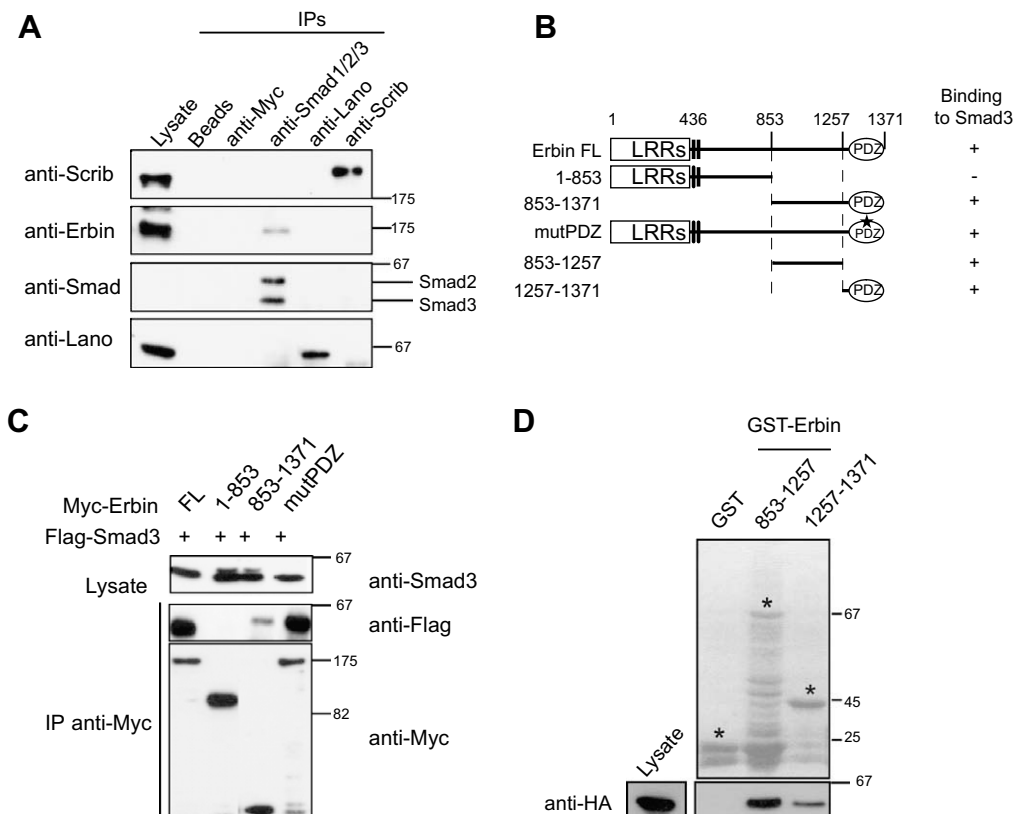 A
IPs
Lysate
Beads
anti-Myc
anti-Smad1/2/3
anti-Lano
anti-Scrib
anti-Scrib
175
anti-Erbin
175
67
anti-Smad
Smad2
Smad3
anti-Lano
67
B
Binding
to Smad3
1 436 853 1257 1371
Erbin FL LRRs PDZ +
1-853 LRRs -
853-1371 PDZ +
mutPDZ LRRs PDZ +
853-1257 +
1257-1371 PDZ +
C
Myc-Erbin FL 1-853 853-1371 mutPDZ
Flag-Smad3 + + + +
67
Lysate anti-Smad3
67
anti-Flag
175
IP anti-Myc
82
anti-Myc
D
GST-Erbin
GST
853-1257
1257-1371
*
67
*
45
*
25
Lysate
67
anti-HA